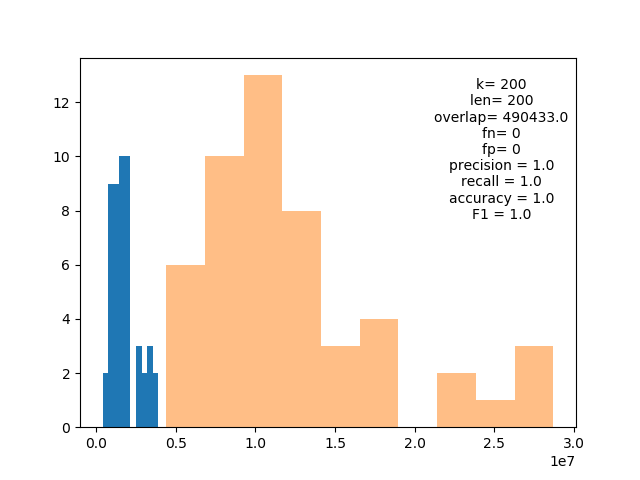 k= 200
len= 200
overlap= 490433.0
fn= 0
fp= 0
precision = 1.0
recall = 1.0
accuracy = 1.0
F1 = 1.0
12
10
8
6
4
2
0
0.0 0.5 1.0 1.5 2.0 2.5 3.0
1e7